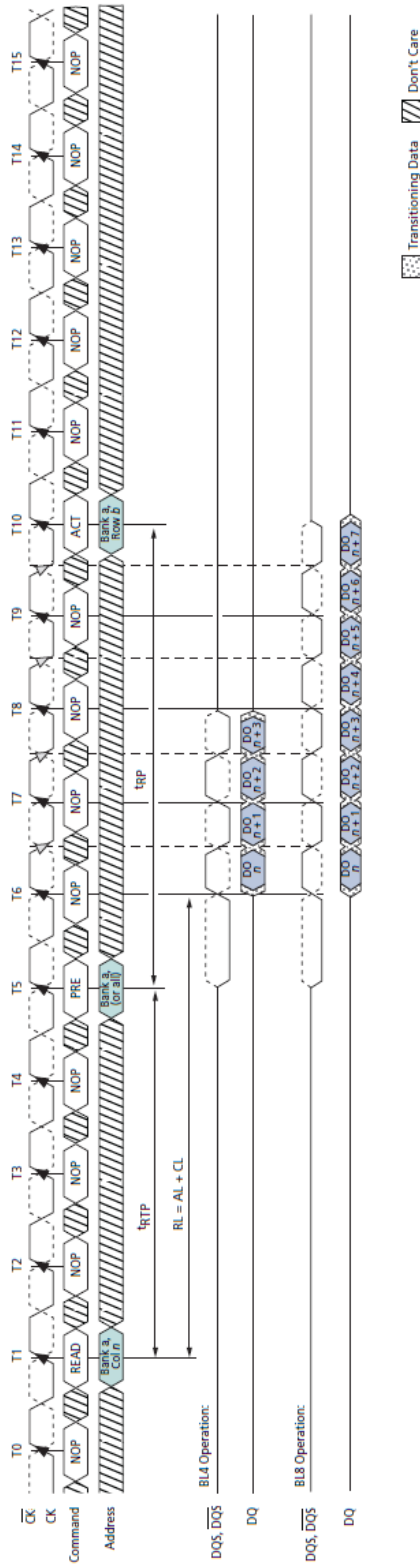 T0 T1 T2 T3 T4 T5 T6 T7 T8 T9 T10 T11 T12 T13 T14 T15
CK
CK
Command NOP READ NOP NOP NOP PRE NOP NOP NOP NOP ACT NOP NOP NOP NOP NOP
Address Bank a, Col n Bank a, (or all) Bank a, Row b
tRTP tRP
RL = AL + CL
BL4 Operation:
DQS, DQS
DQ DO n DO n + 1 DO n + 2 DO n + 3
BL8 Operation:
DQS, DQS
DQ DO n DO n + 1 DO n + 2 DO n + 3 DO n + 4 DO n + 5 DO n + 6 DO n + 7
Transitioning Data Don't Care